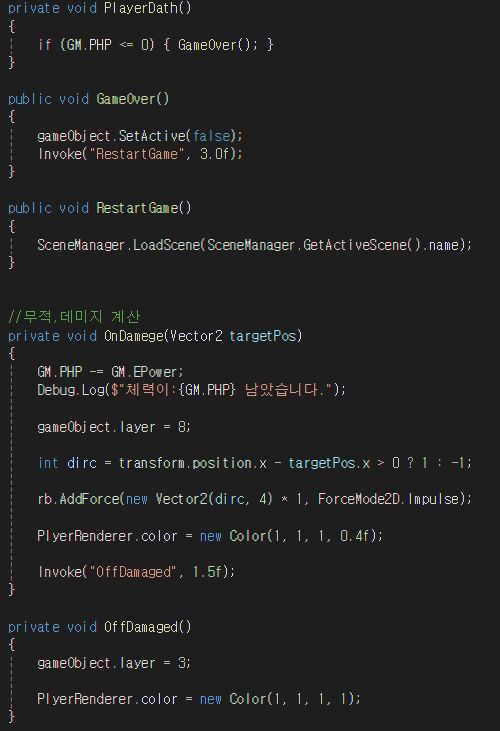 private void PlayerDath()
{
if (GM.PHP <= 0) { GameOver(); }
}
public void GameOver()
{
gameObject.SetActive(false);
Invoke("RestartGame", 3.0f);
}
public void RestartGame()
{
SceneManager.LoadScene(SceneManager.GetActiveScene().name);
}
//무적,데미지 계산
private void OnDamege(Vector2 targetPos)
{
GM.PHP -= GM.EPower;
Debug.Log($"체력이:{GM.PHP} 남았습니다.");
gameObject.layer = 8;
int dirc = transform.position.x - targetPos.x > 0 ? 1 : -1;
rb.AddForce(new Vector2(dirc, 4) * 1, ForceMode2D.Impulse);
PlyerRenderer.color = new Color(1, 1, 1, 0.4f);
Invoke("OffDamaged", 1.5f);
}
private void OffDamaged()
{
gameObject.layer = 3;
PlyerRenderer.color = new Color(1, 1, 1, 1);
}